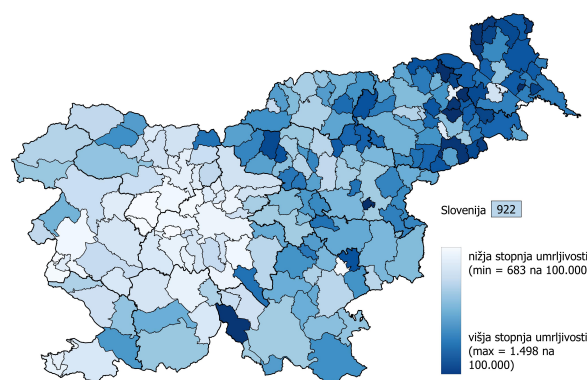 Slovenija 922
nižja stopnja umrljivosti
(min = 683 na 100.000)
višja stopnja umrljivosti
(max = 1.498 na
100.000)